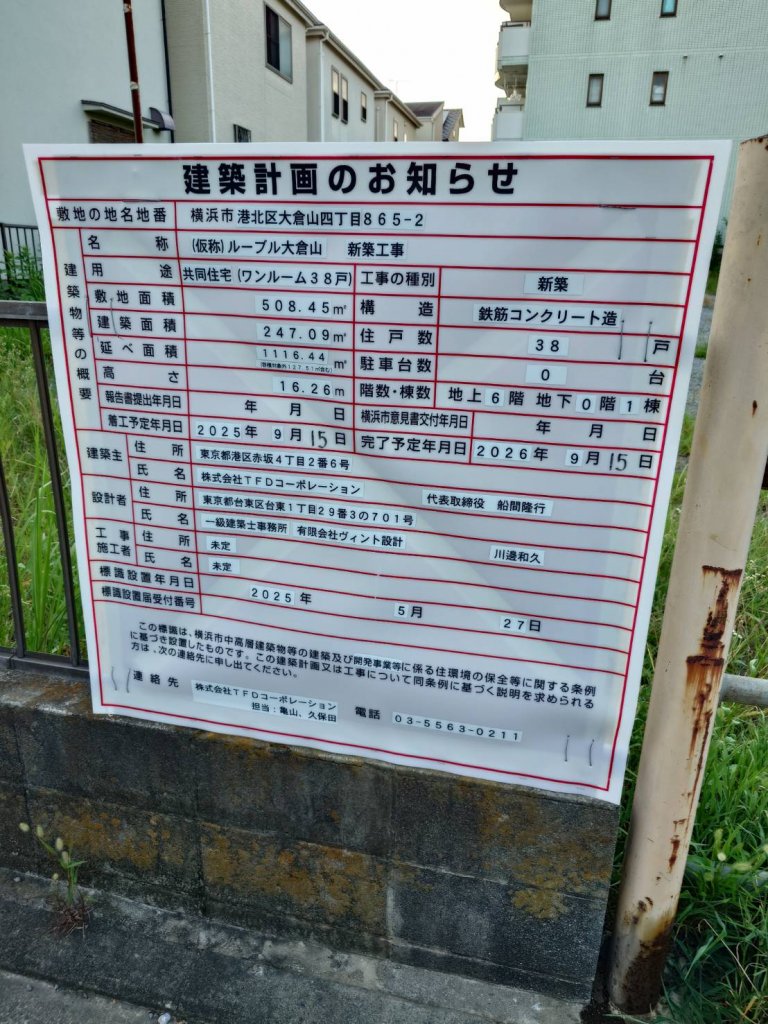 建築計画のお知らせ
敷地の地名地番 横浜市 港北区大倉山四丁目865-2
建築物等の概要
名称 (仮称)ルーブル大倉山 新築工事
用途 共同住宅(ワンルーム38戸) 工事の種別 新築
敷地面積 508.45㎡ 構造 鉄筋コンクリート造
建築面積 247.09㎡ 住戸数 38戸
延べ面積 1116.44㎡ 駐車台数 0台
(容積対象外127.51㎡含む)
高さ 16.26m 階数・棟数 地上6階 地下0階1棟
報告書提出年月日 年 月 日 横浜市意見書交付年月日 年 月 日
着工予定年月日 2025年 9月15日 完了予定年月日 2026年 9月15日
建築主 住所 東京都港区赤坂4丁目2番6号
氏名 株式会社TFDコーポレーション 代表取締役 船間隆行
設計者 住所 東京都台東区台東1丁目29番3の701号
氏名 一級建築士事務所 有限会社ヴィント設計 川邊和久
工事施工者 住所 未定
氏名 未定
標識設置年月日 2025年 5月 27日
標識設置届受付番号
この標識は、横浜市中高層建築物等の建築及び開発事業等に係る住環境の保全等に関する条例
に基づき設置したものです。この建築計画又は工事について同条例に基づく説明を求められる
方は、次の連絡先に申し出てください。
連絡先 株式会社TFDコーポレーション
担当:亀山、久保田 電話 03-5563-0211